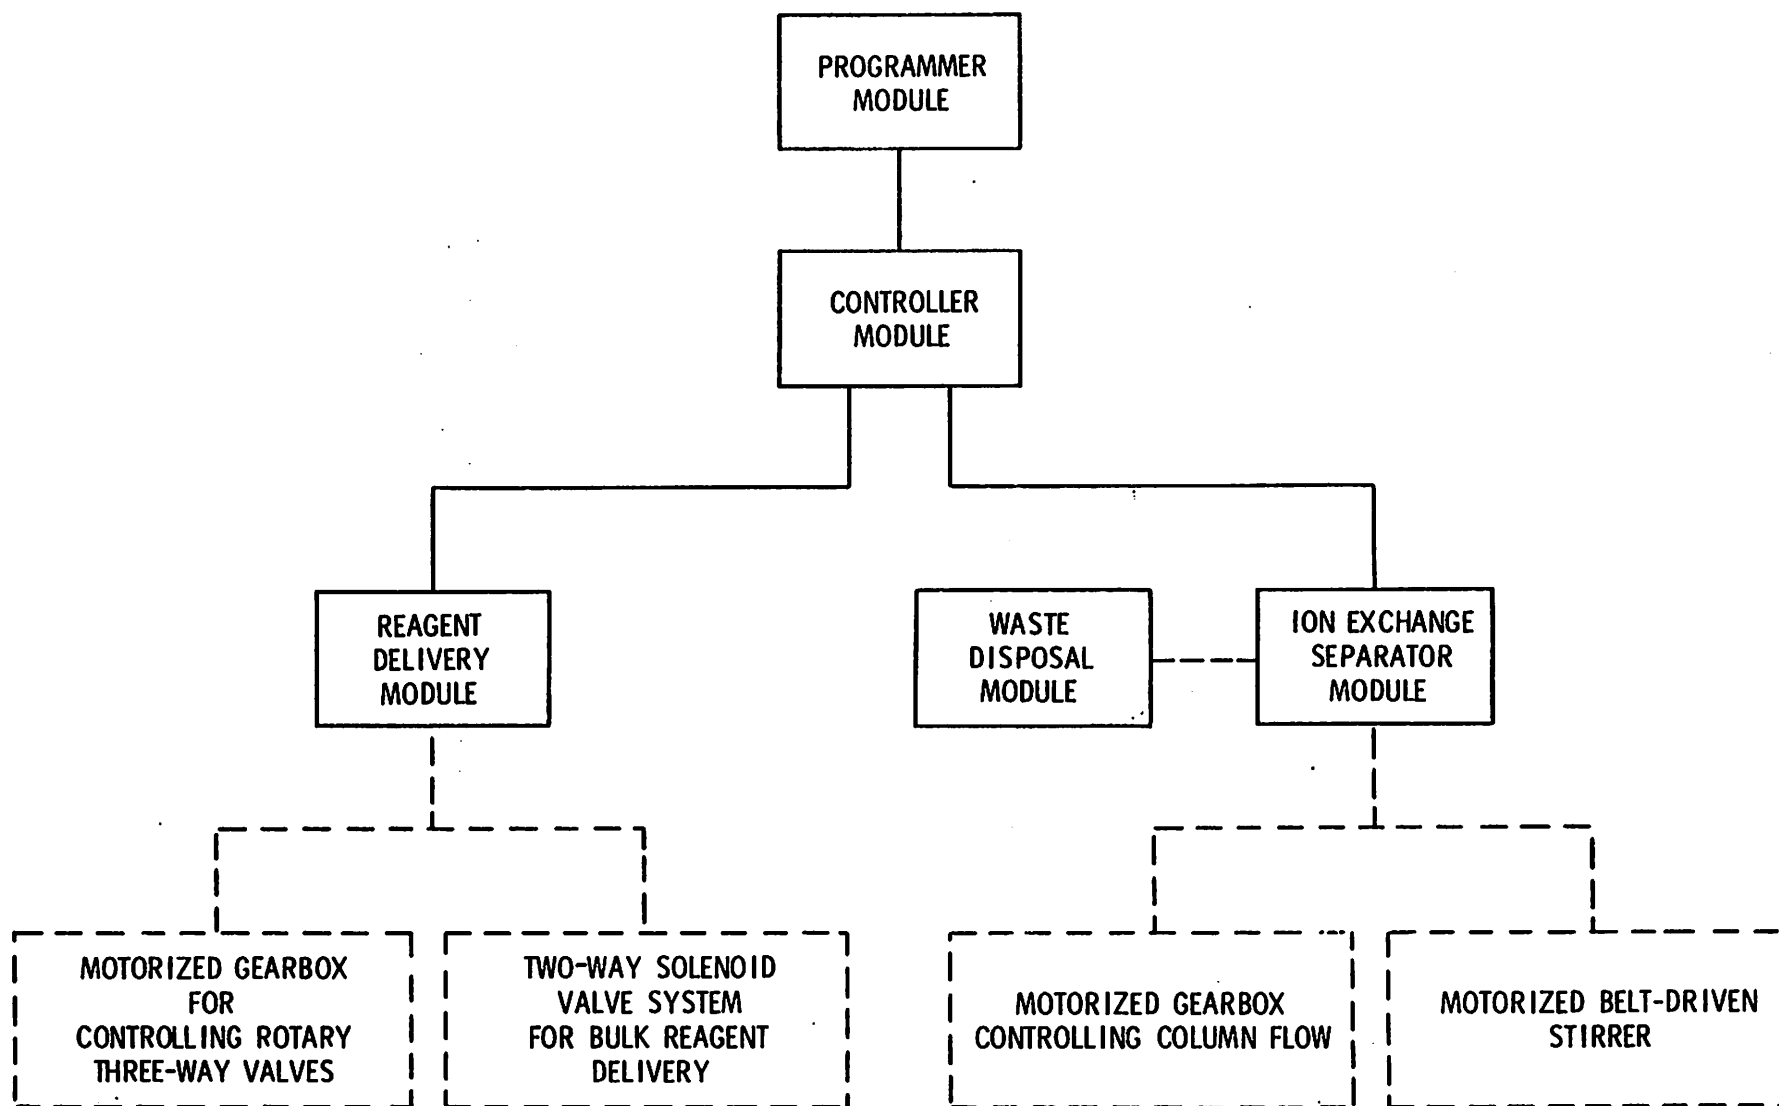 PROGRAMMER
MODULE
CONTROLLER
MODULE
REAGENT
DELIVERY
MODULE
WASTE
DISPOSAL
MODULE
ION EXCHANGE
SEPARATOR
MODULE
MOTORIZED GEARBOX
FOR
CONTROLLING ROTARY
THREE-WAY VALVES
TWO-WAY SOLENOID
VALVE SYSTEM
FOR BULK REAGENT
DELIVERY
MOTORIZED GEARBOX
CONTROLLING COLUMN FLOW
MOTORIZED BELT-DRIVEN
STIRRER